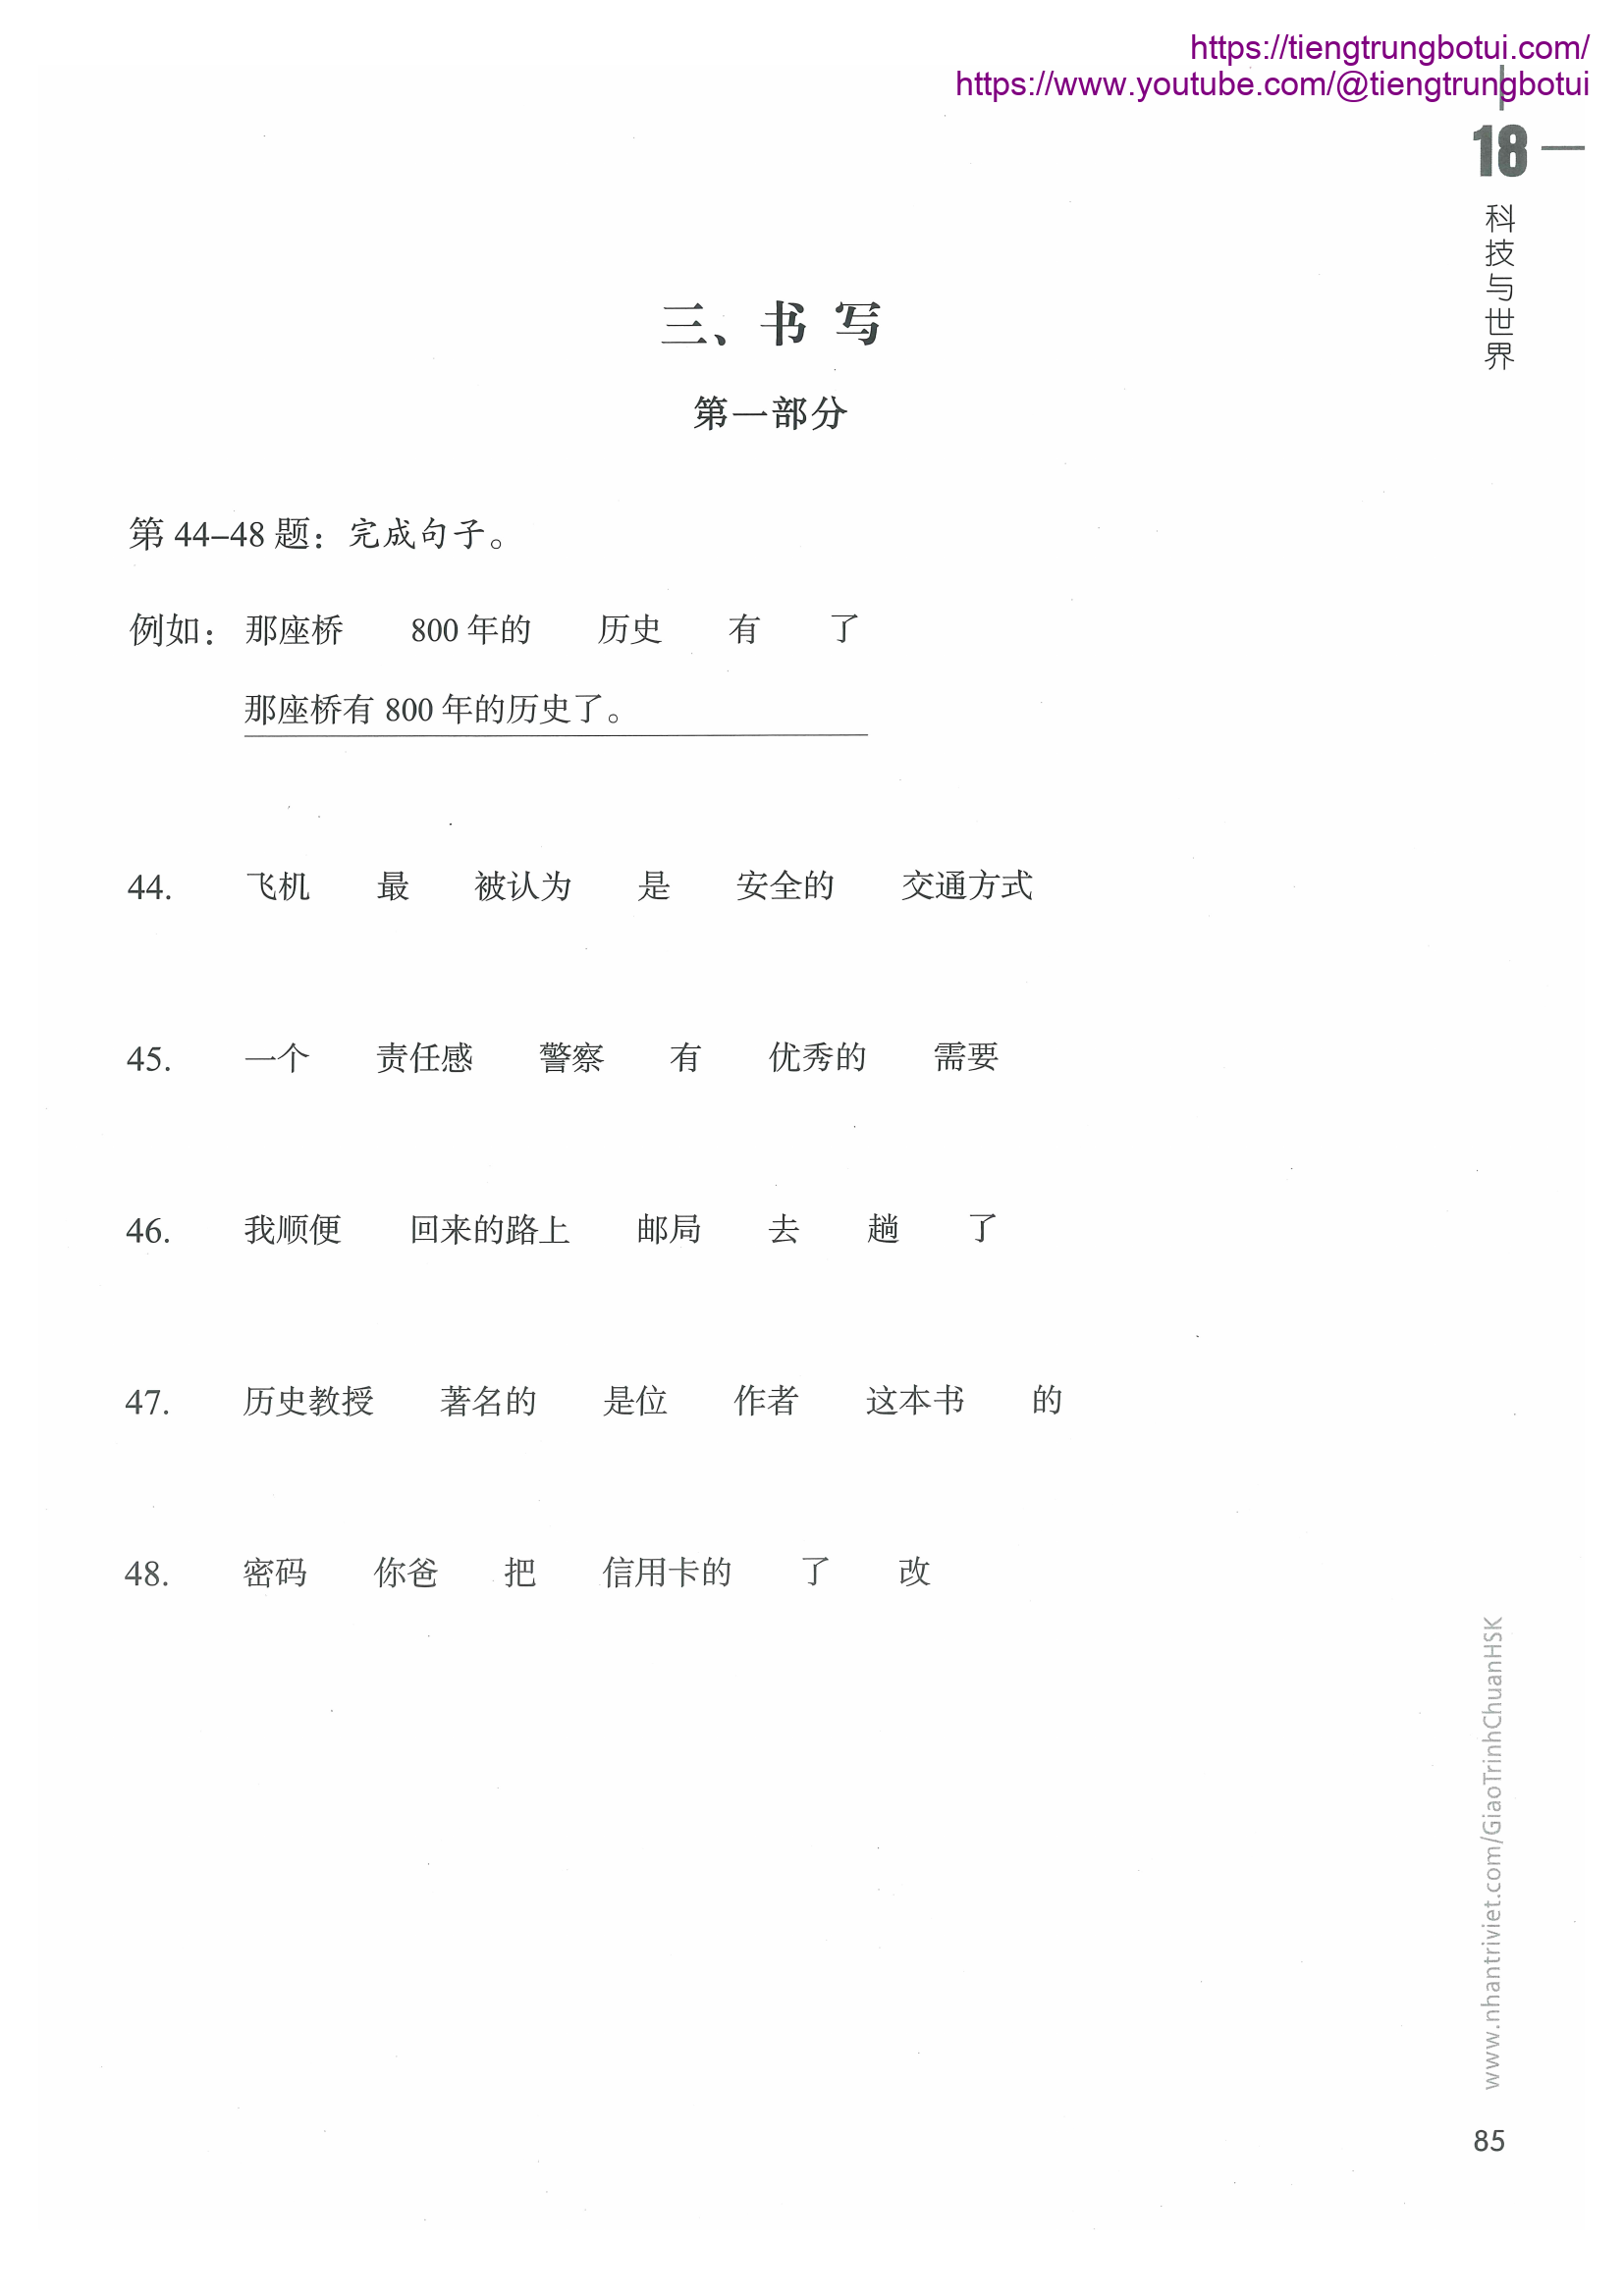 https://tiengtrungbotui.com/
https://www.youtube.com/@tiengtrungbotui
18
科技与世界
三、书 写
第一部分
第 44–48 题：完成句子。
例如： 那座桥 800 年的 历史 有 了
那座桥有 800 年的历史了。
44. 飞机 最 被认为 是 安全的 交通方式
45. 一个 责任感 警察 有 优秀的 需要
46. 我顺便 回来的路上 邮局 去 趟 了
47. 历史教授 著名的 是位 作者 这本书 的
48. 密码 你爸 把 信用卡的 了 改
www.nhantriviet.com/GiaoTrinhChuanHSK
85